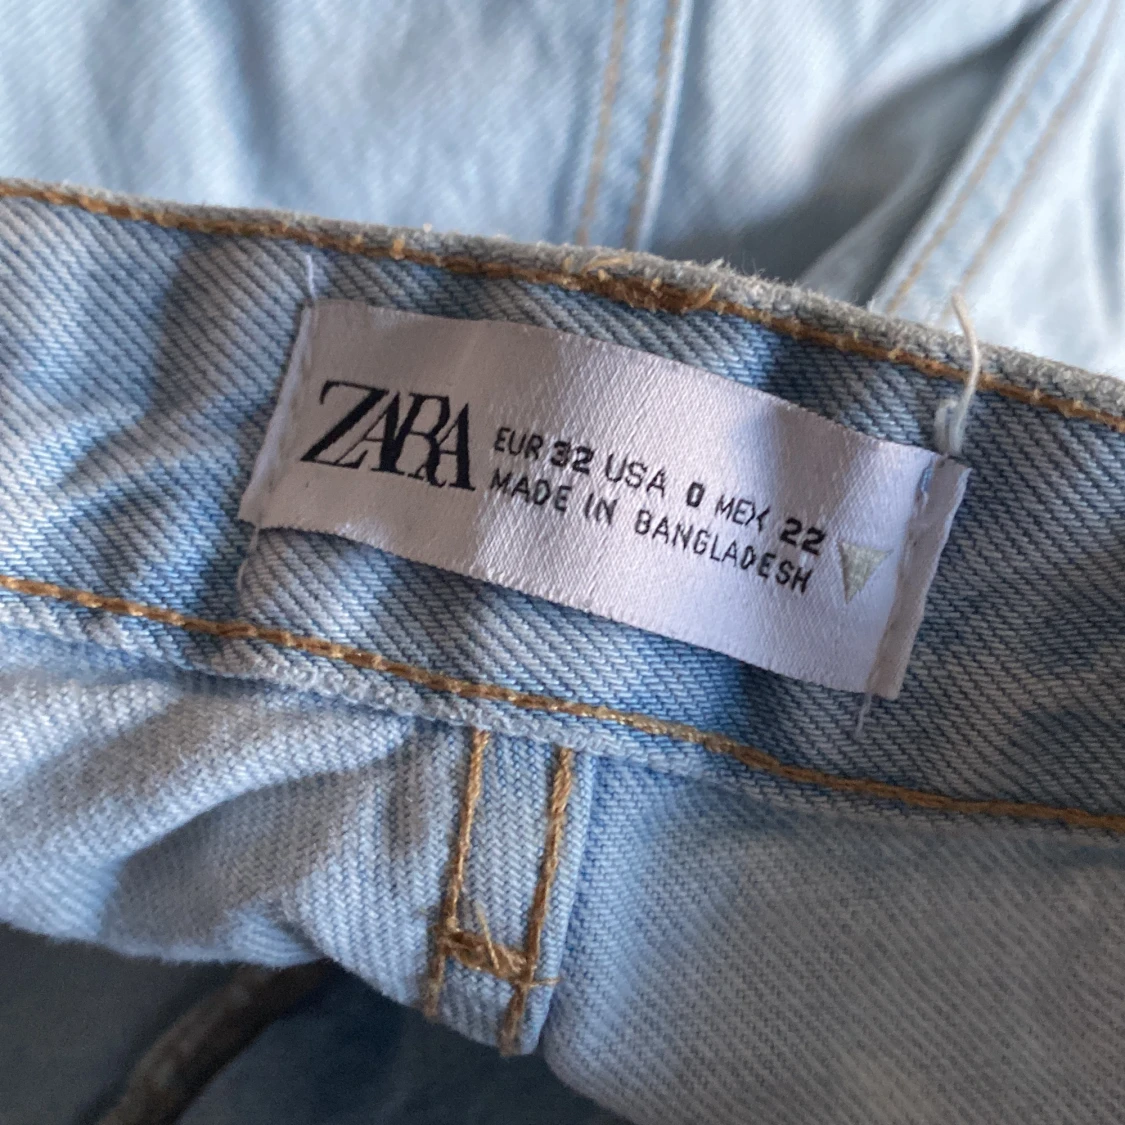 ZARA
EUR 32 USA 0 MEX 22
MADE IN BANGLADESH